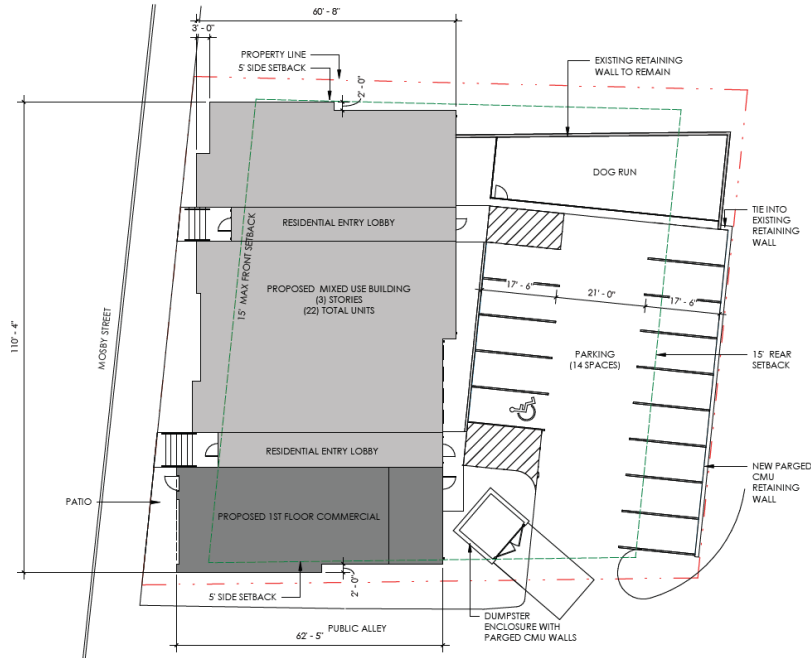 60' - 8"
3' - 0"
PROPERTY LINE
5' SIDE SETBACK
2' - 0"
EXISTING RETAINING
WALL TO REMAIN
DOG RUN
TIE INTO
EXISTING
RETAINING
WALL
RESIDENTIAL ENTRY LOBBY
15' MAX FRONT SETBACK
PROPOSED MIXED USE BUILDING
(3) STORIES
(22) TOTAL UNITS
17' - 6"
21' - 0"
17' - 6"
MOSBY STREET
110' - 4"
PARKING
(14 SPACES)
15' REAR
SETBACK
RESIDENTIAL ENTRY LOBBY
NEW PARGED
CMU
RETAINING
WALL
PATIO
PROPOSED 1ST FLOOR COMMERCIAL
5' SIDE SETBACK
2' - 0"
DUMPSTER
ENCLOSURE WITH
PARGED CMU WALLS
PUBLIC ALLEY
62' - 5"